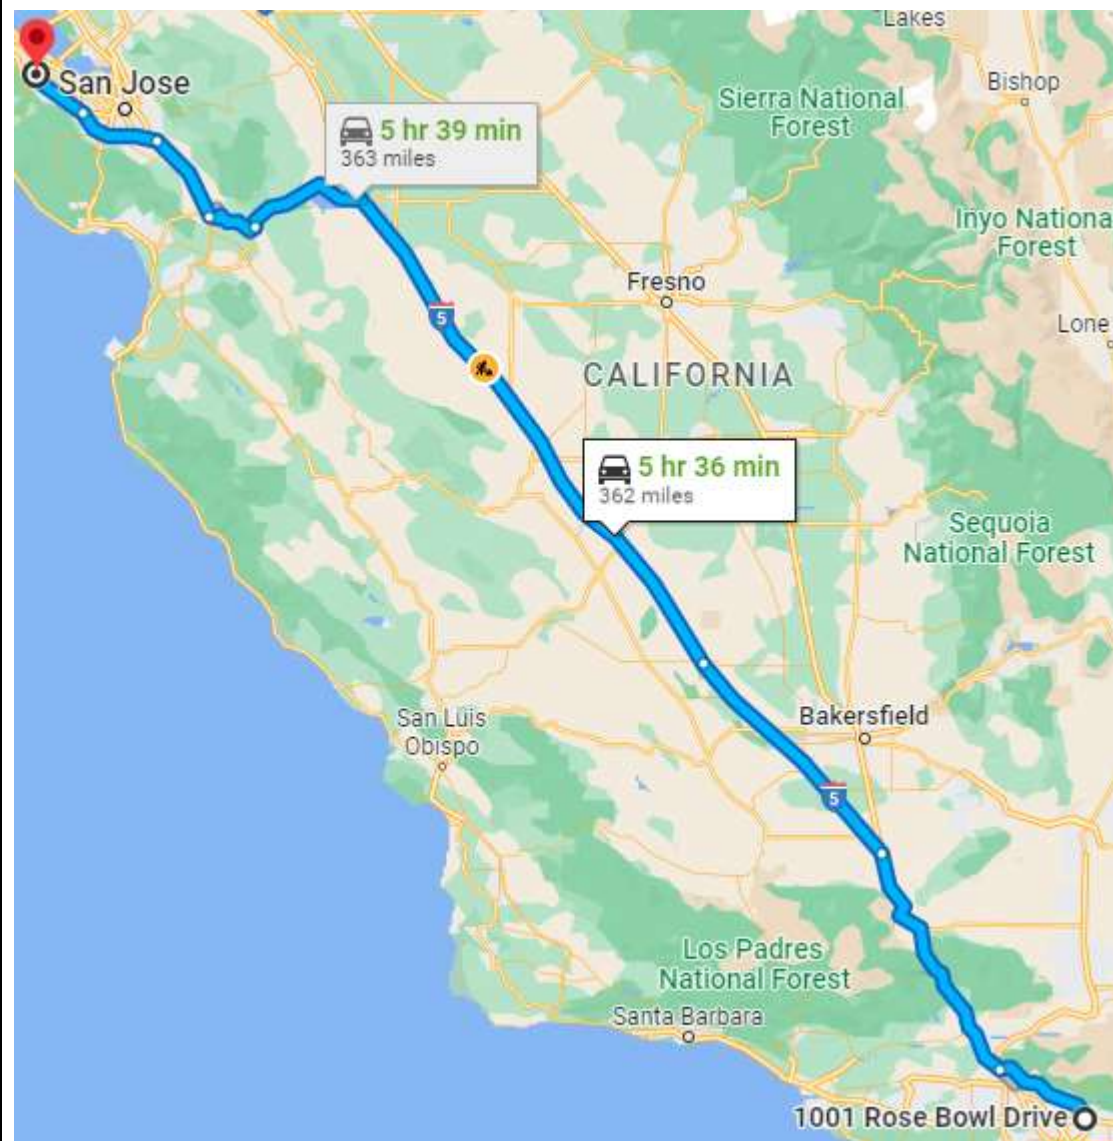 Lakes
San Jose
Bishop
Sierra National
Forest
5 hr 39 min
363 miles
Inyo Nationa
Forest
Fresno
5
Lone
CALIFORNIA
5 hr 36 min
362 miles
Sequoia
National Forest
San Luis
Obispo
Bakersfield
5
Los Padres
National Forest
Santa Barbara
1001 Rose Bowl Drive